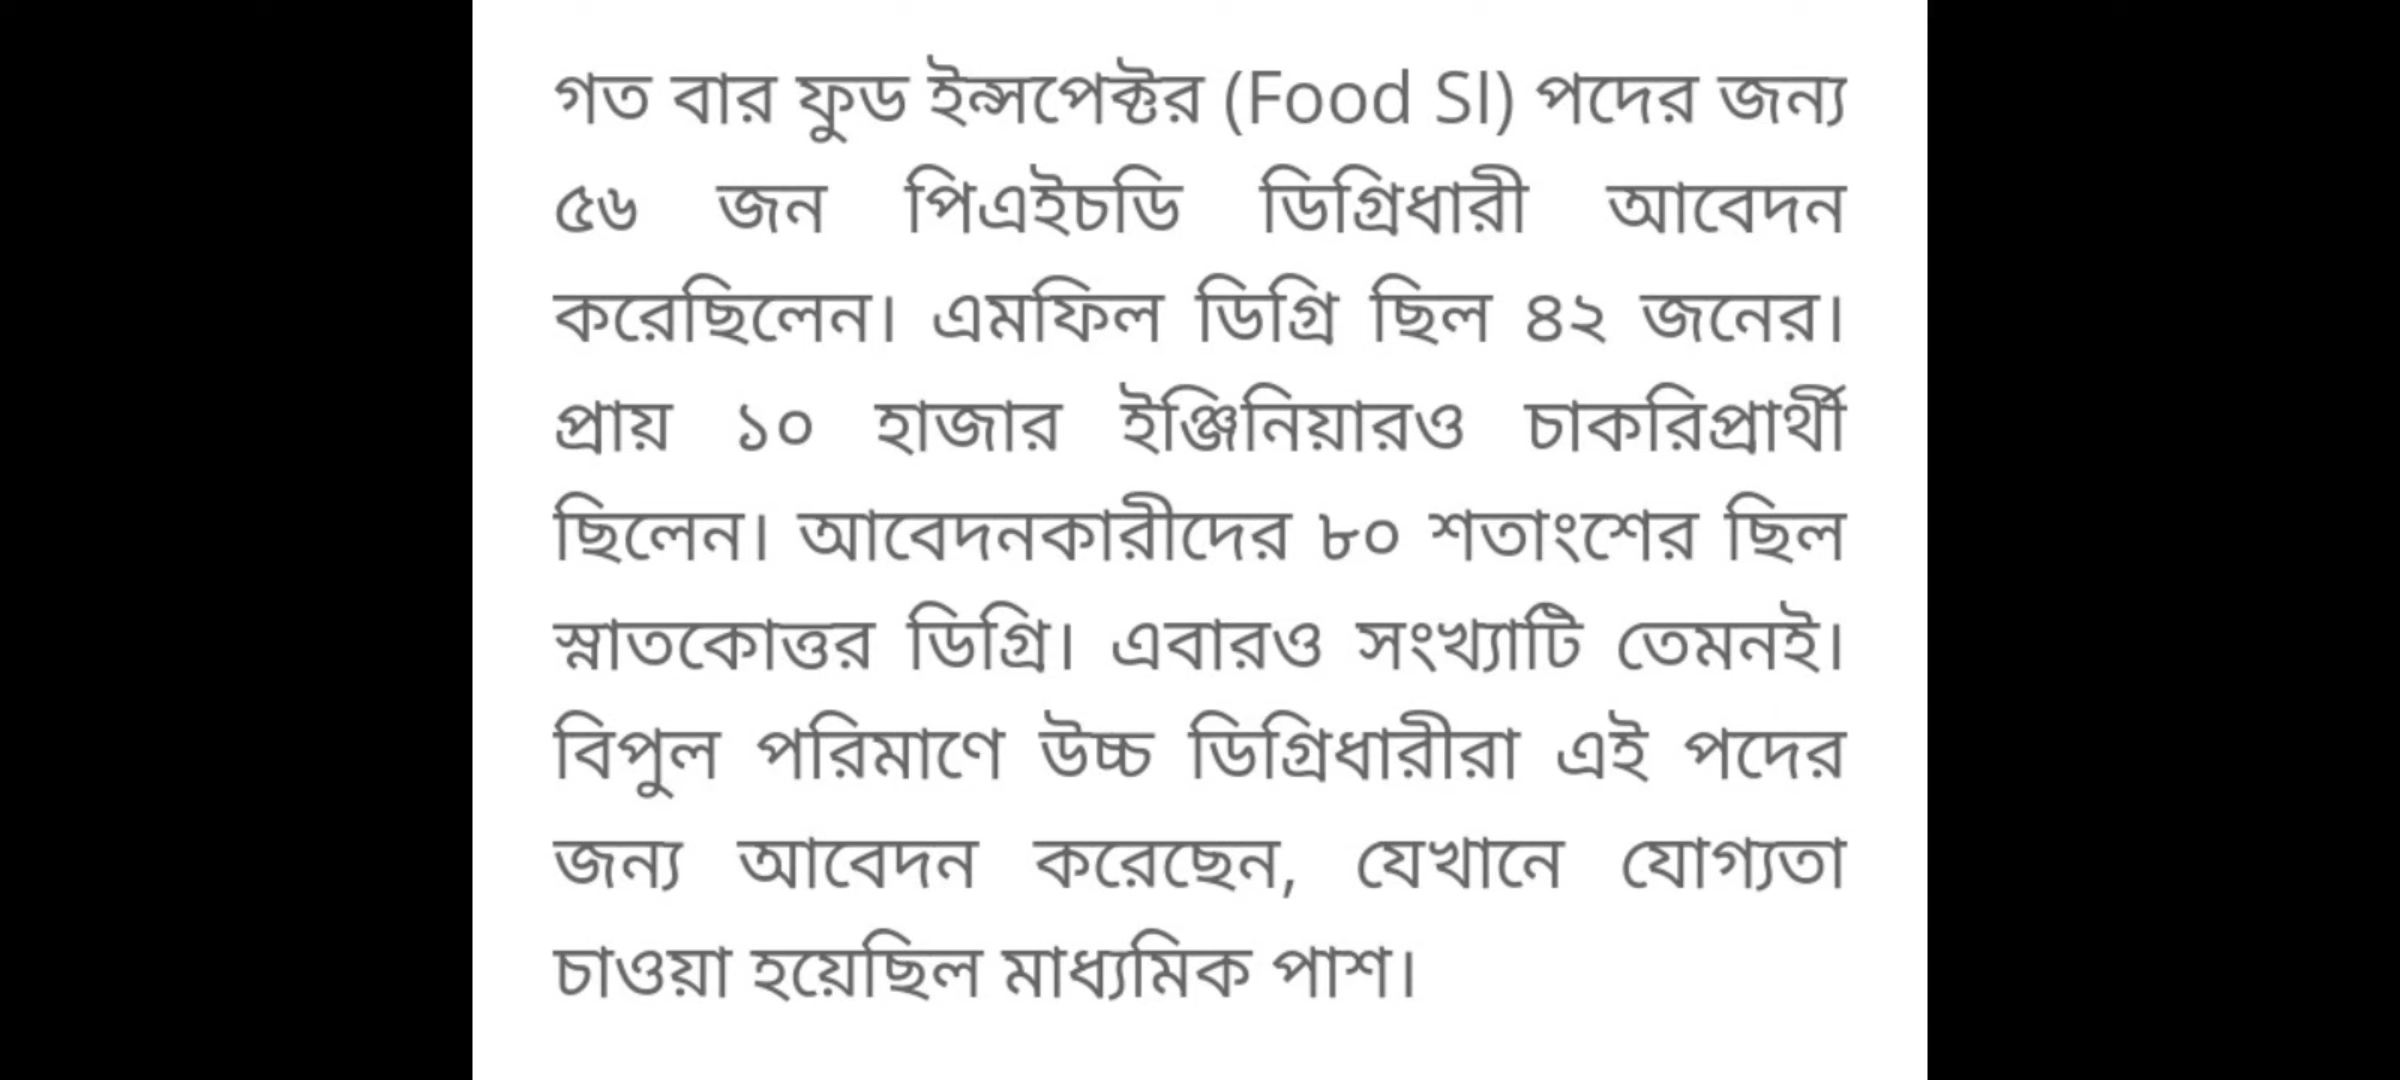 গত বার ফুড ইন্সপেক্টর (Food SI) পদের জন্য
৫৬ জন পিএইচডি ডিগ্রিধারী আবেদন
করেছিলেন। এমফিল ডিগ্রি ছিল ৪২ জনের।
প্রায় ১০ হাজার ইঞ্জিনিয়ারও চাকরিপ্রার্থী
ছিলেন। আবেদনকারীদের ৮০ শতাংশের ছিল
স্নাতকোত্তর ডিগ্রি। এবারও সংখ্যাটি তেমনই।
বিপুল পরিমাণে উচ্চ ডিগ্রিধারীরা এই পদের
জন্য আবেদন করেছেন, যেখানে যোগ্যতা
চাওয়া হয়েছিল মাধ্যমিক পাশ।